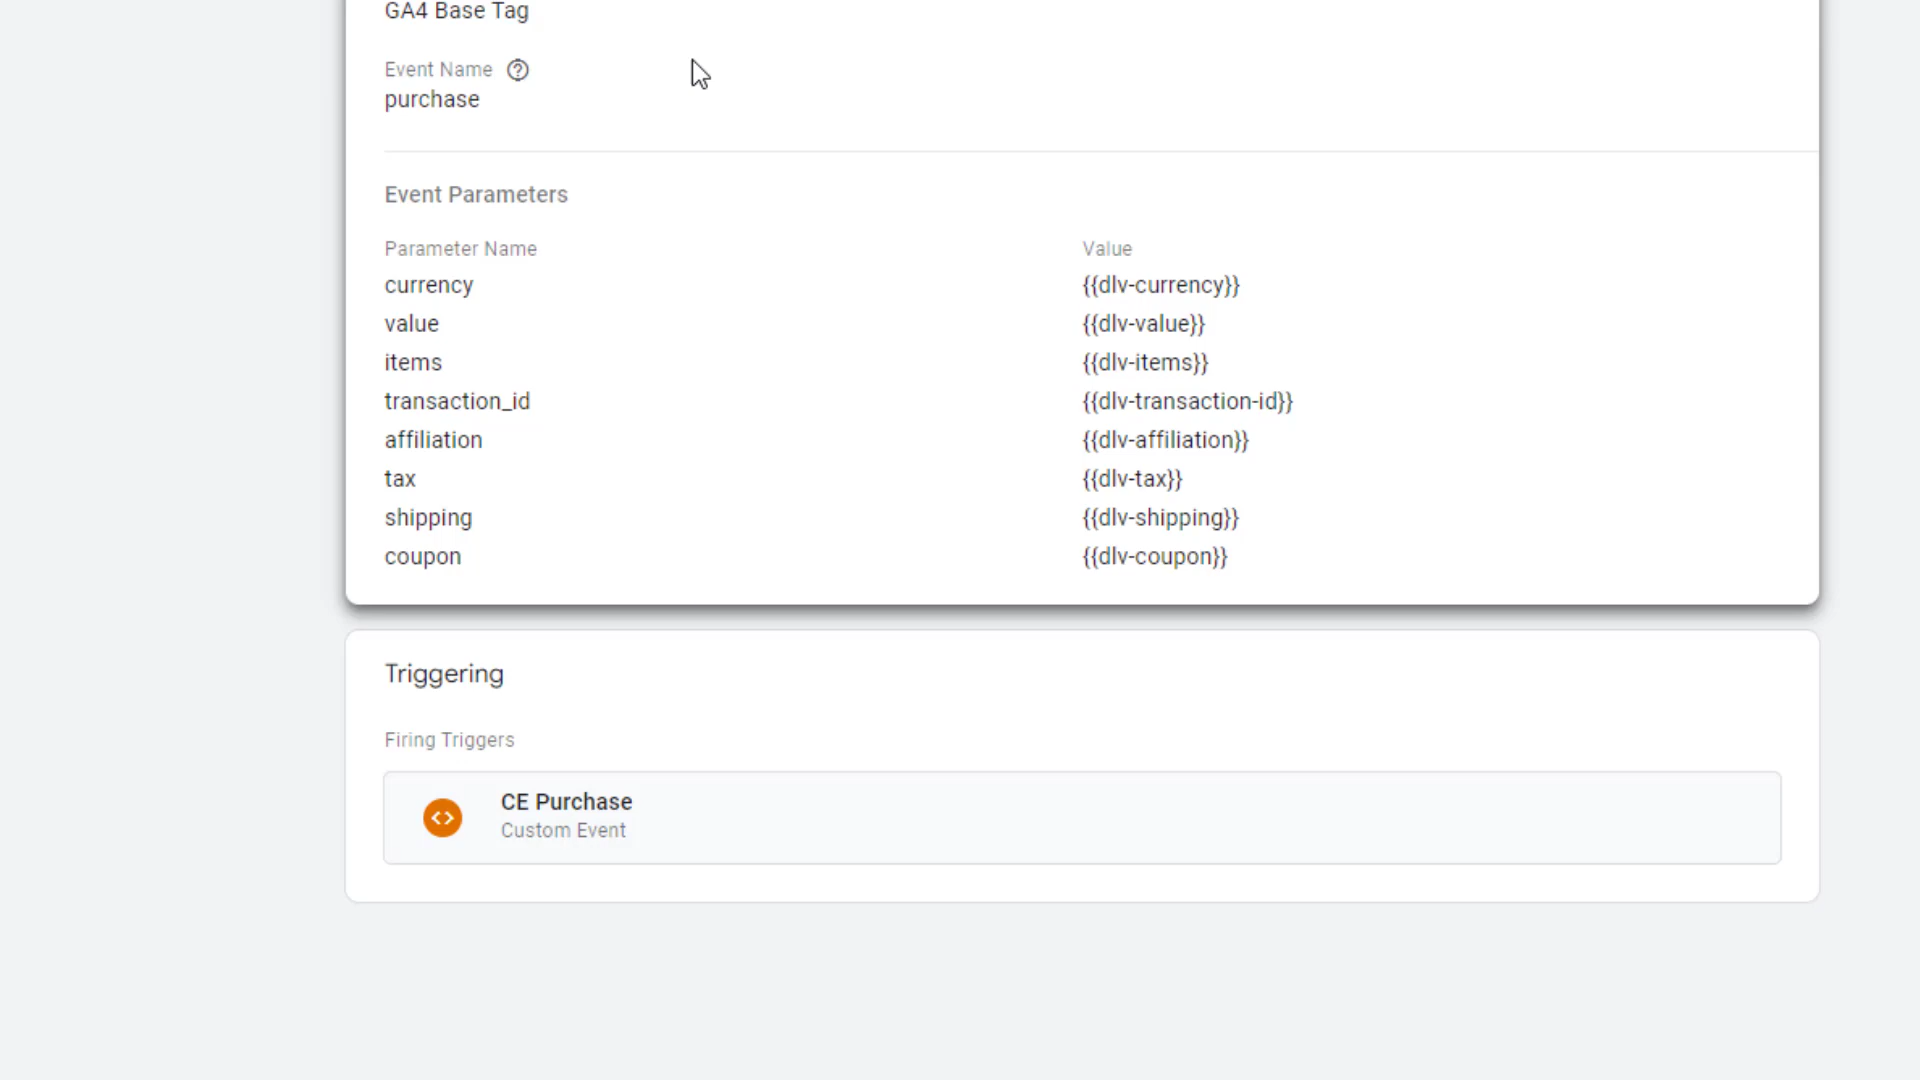 GA4 Base Tag
Event Name
purchase
Event Parameters
Parameter Name Value
currency {{dlv-currency}}
value {{dlv-value}}
items {{dlv-items}}
transaction_id {{dlv-transaction-id}}
affiliation {{dlv-affiliation}}
tax {{dlv-tax}}
shipping {{dlv-shipping}}
coupon {{dlv-coupon}}
Triggering
Firing Triggers
CE Purchase
Custom Event